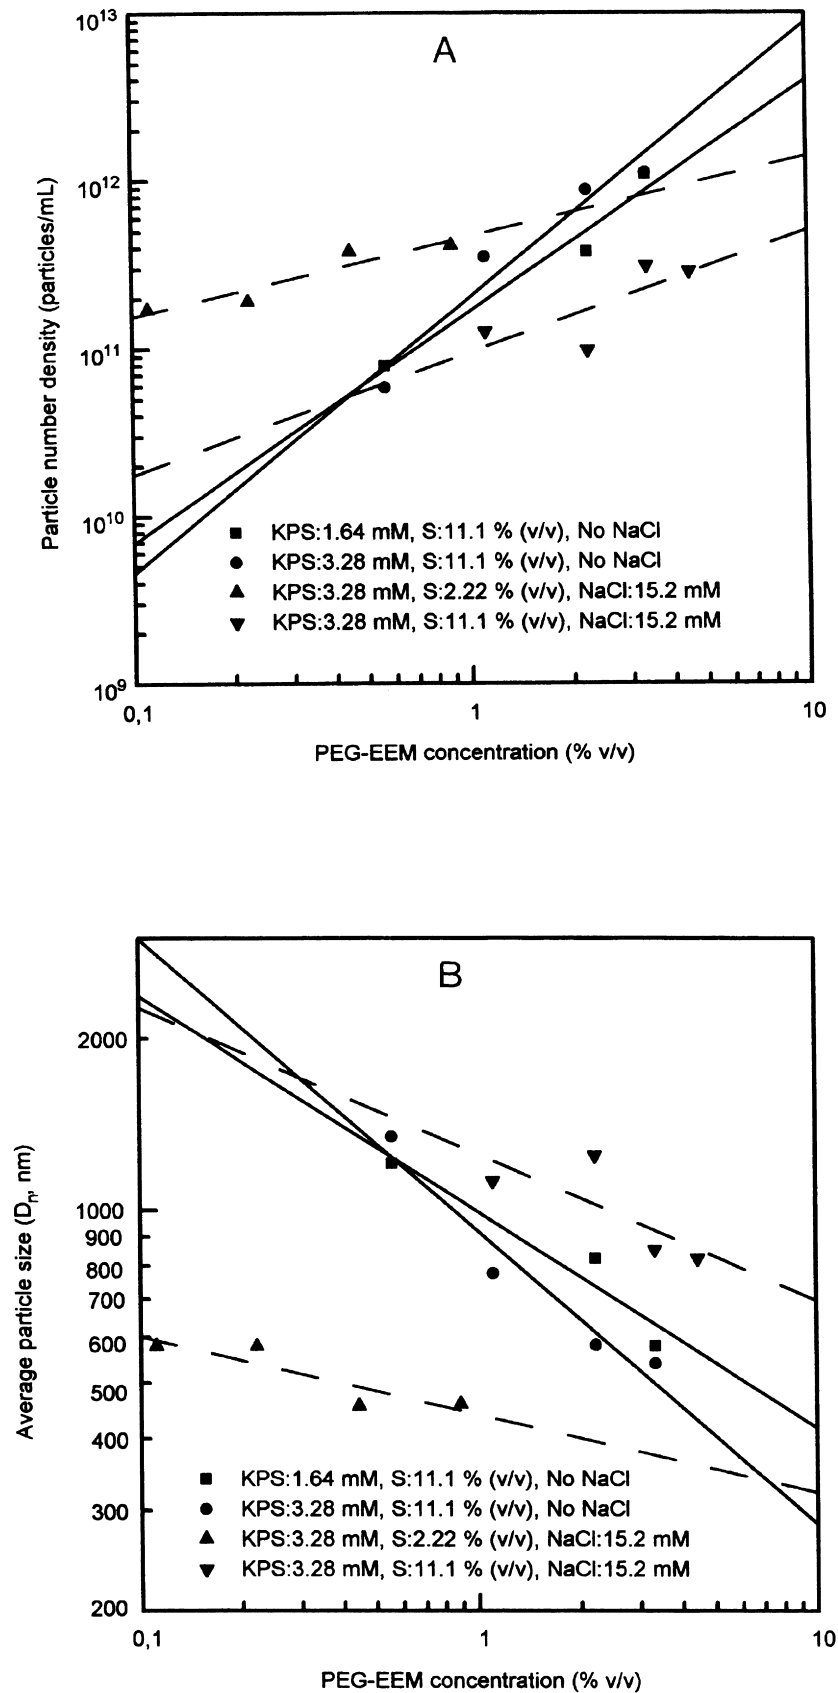 A
10^13
10^12
10^11
10^10
10^9
Particle number density (particles/mL)
KPS:1.64 mM, S:11.1 % (v/v), No NaCl
KPS:3.28 mM, S:11.1 % (v/v), No NaCl
KPS:3.28 mM, S:2.22 % (v/v), NaCl:15.2 mM
KPS:3.28 mM, S:11.1 % (v/v), NaCl:15.2 mM
0,1 1 10
PEG-EEM concentration (% v/v)
B
2000
1000
900
800
700
600
500
400
300
200
Average particle size (Dn, nm)
KPS:1.64 mM, S:11.1 % (v/v), No NaCl
KPS:3.28 mM, S:11.1 % (v/v), No NaCl
KPS:3.28 mM, S:2.22 % (v/v), NaCl:15.2 mM
KPS:3.28 mM, S:11.1 % (v/v), NaCl:15.2 mM
0,1 1 10
PEG-EEM concentration (% v/v)